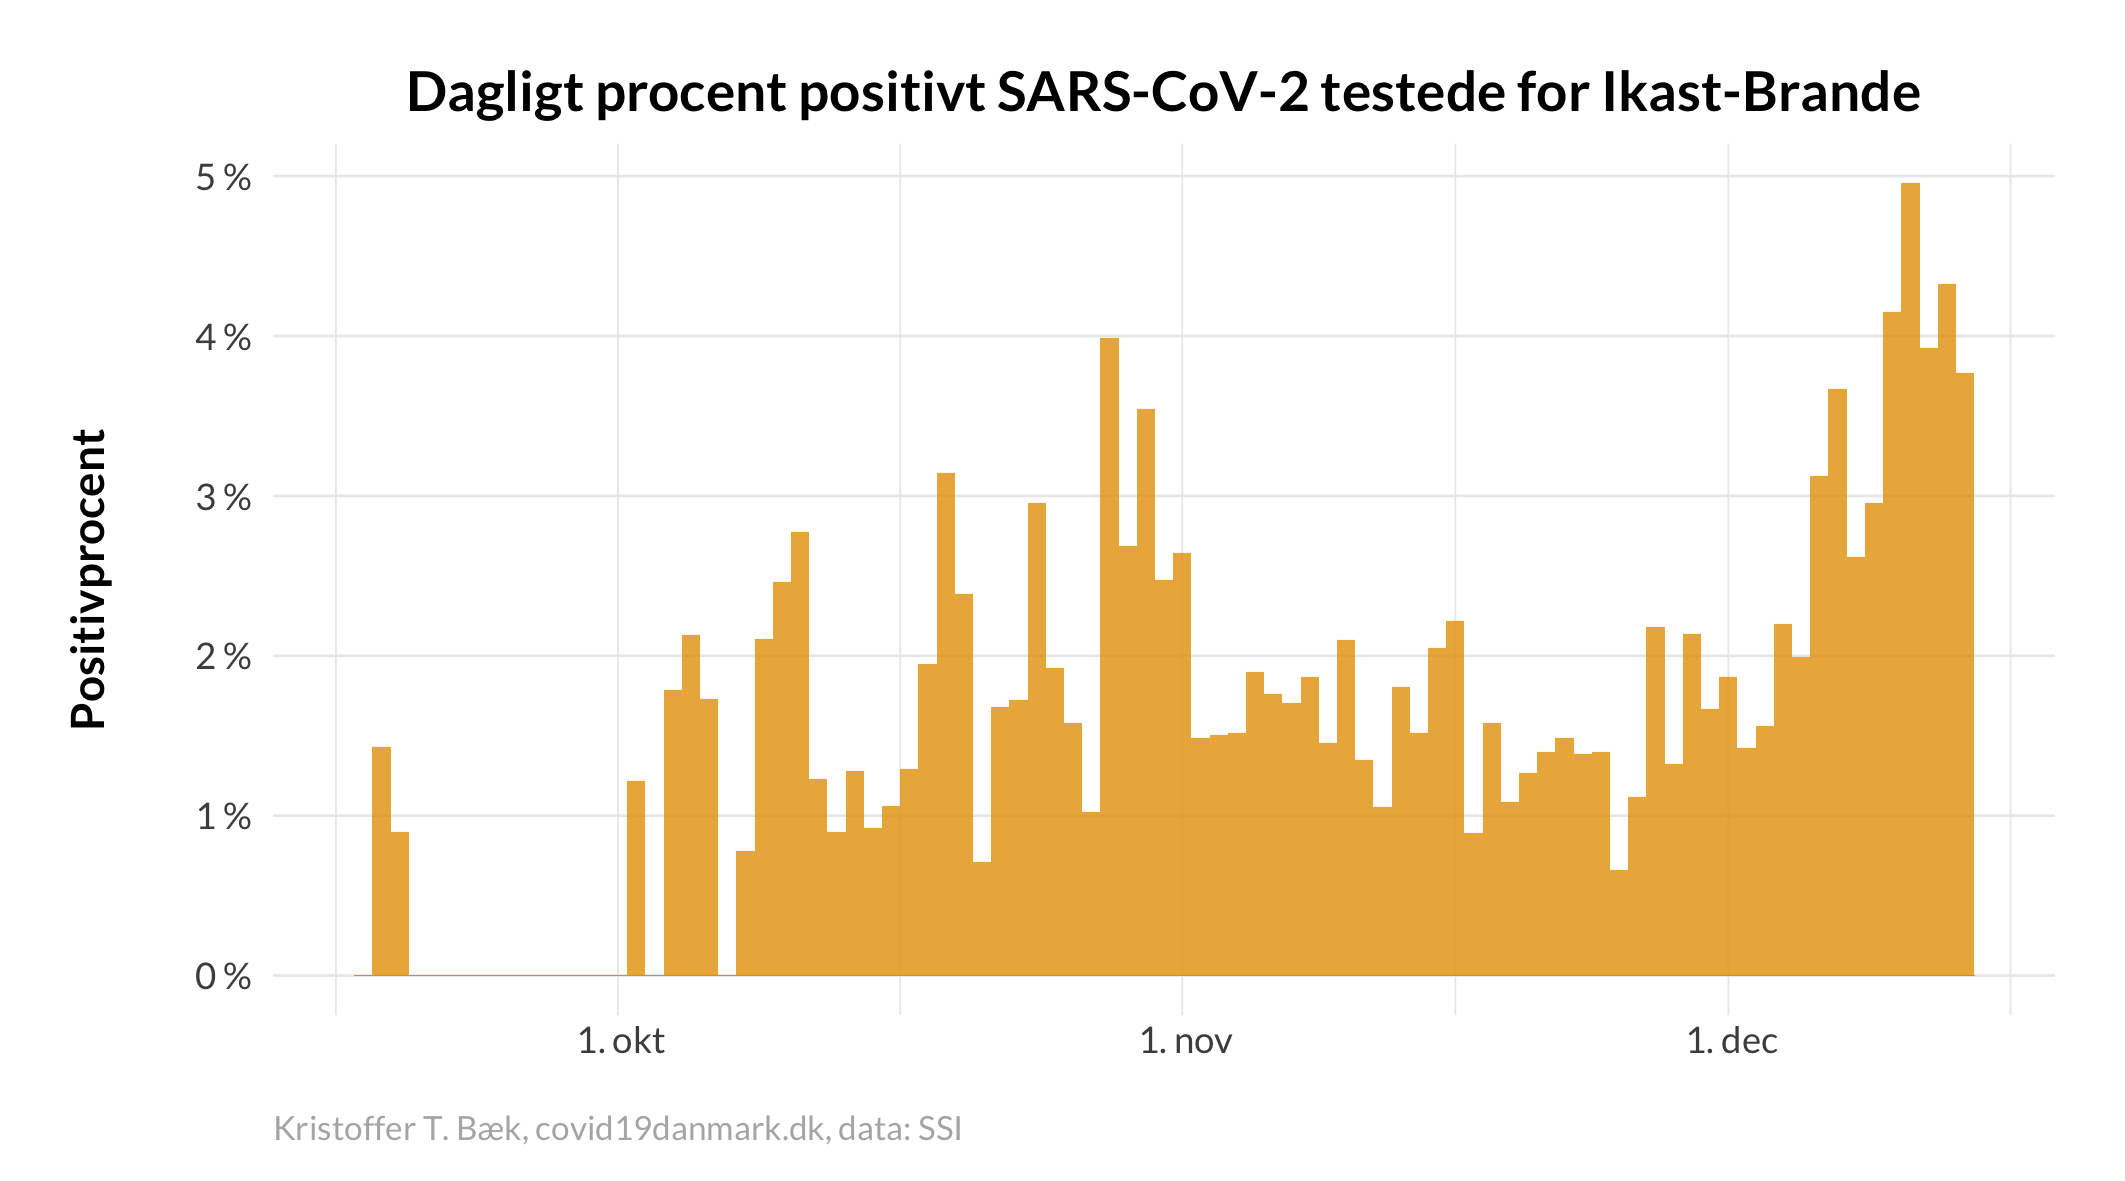 Dagligt procent positivt SARS-CoV-2 testede for Ikast-Brande
Positivprocent
5 %
4 %
3 %
2 %
1 %
0 %
1. okt
1. nov
1. dec
Kristoffer T. Bæk, covid19danmark.dk, data: SSI